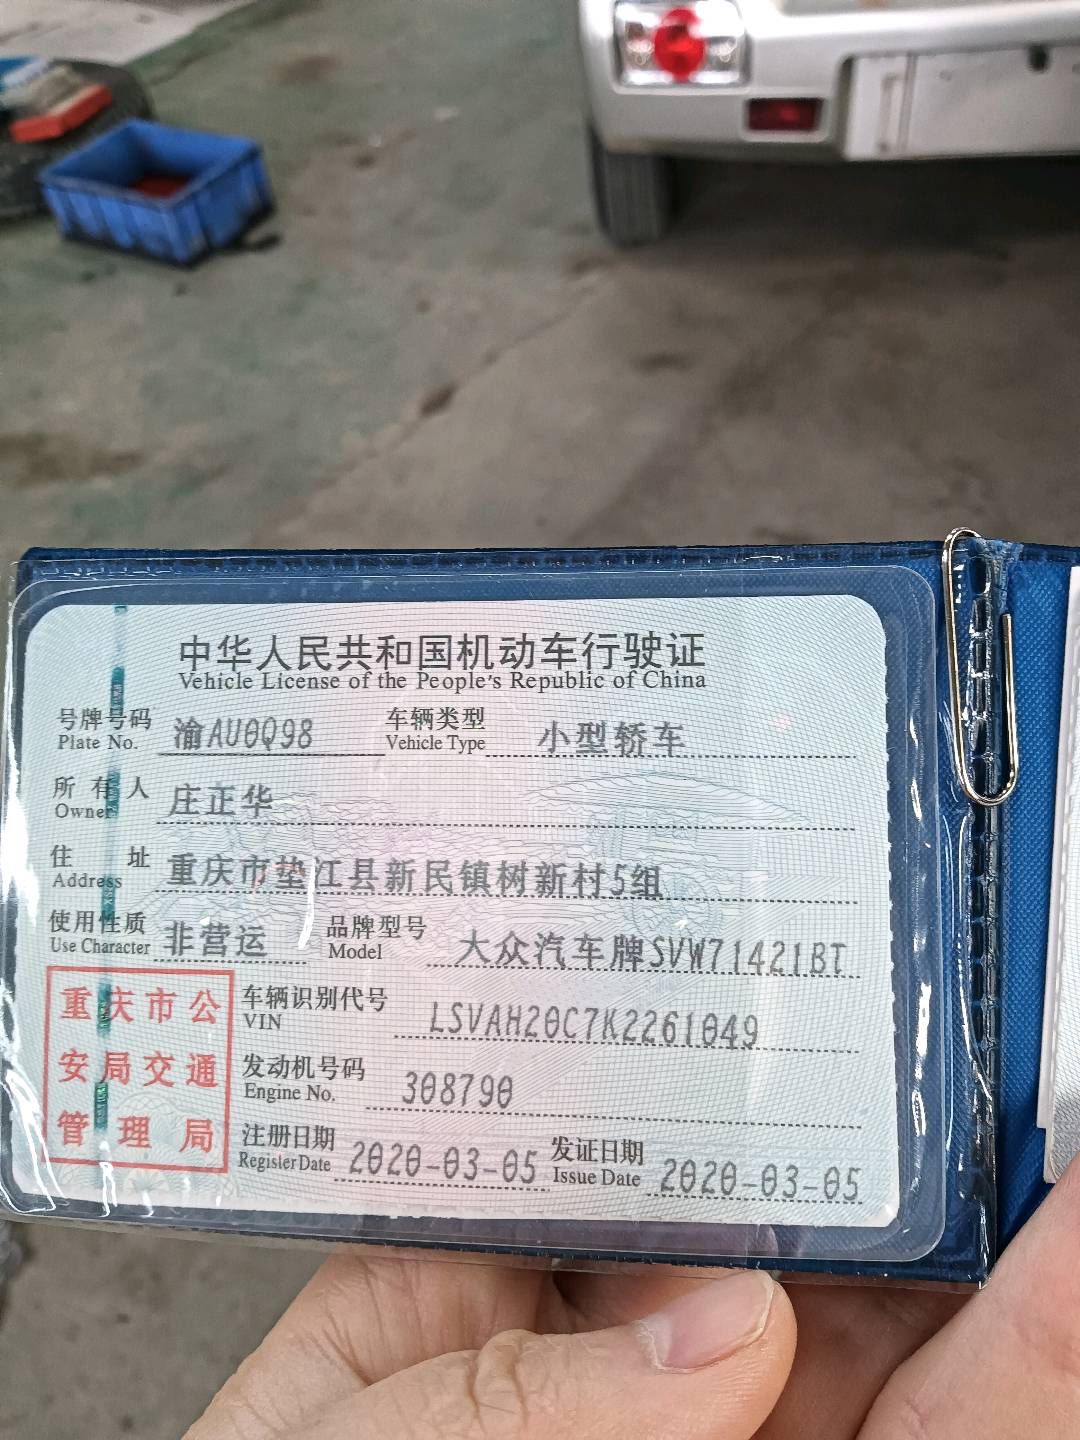 中华人民共和国机动车行驶证
Vehicle License of the People's Republic of China
号牌号码 渝AU0Q98 车辆类型 小型轿车
Plate No. Vehicle Type
所有人 庄正华
Owner
住址 重庆市垫江县新民镇树新村5组
Address
使用性质 非营运 品牌型号 大众汽车牌SVW71421BT
Use Character Model
重庆市公
安局交通
管理局
车辆识别代号 LSVAH20C7K2261049
VIN
发动机号码 308790
Engine No.
注册日期 2020-03-05 发证日期 2020-03-05
Register Date Issue Date